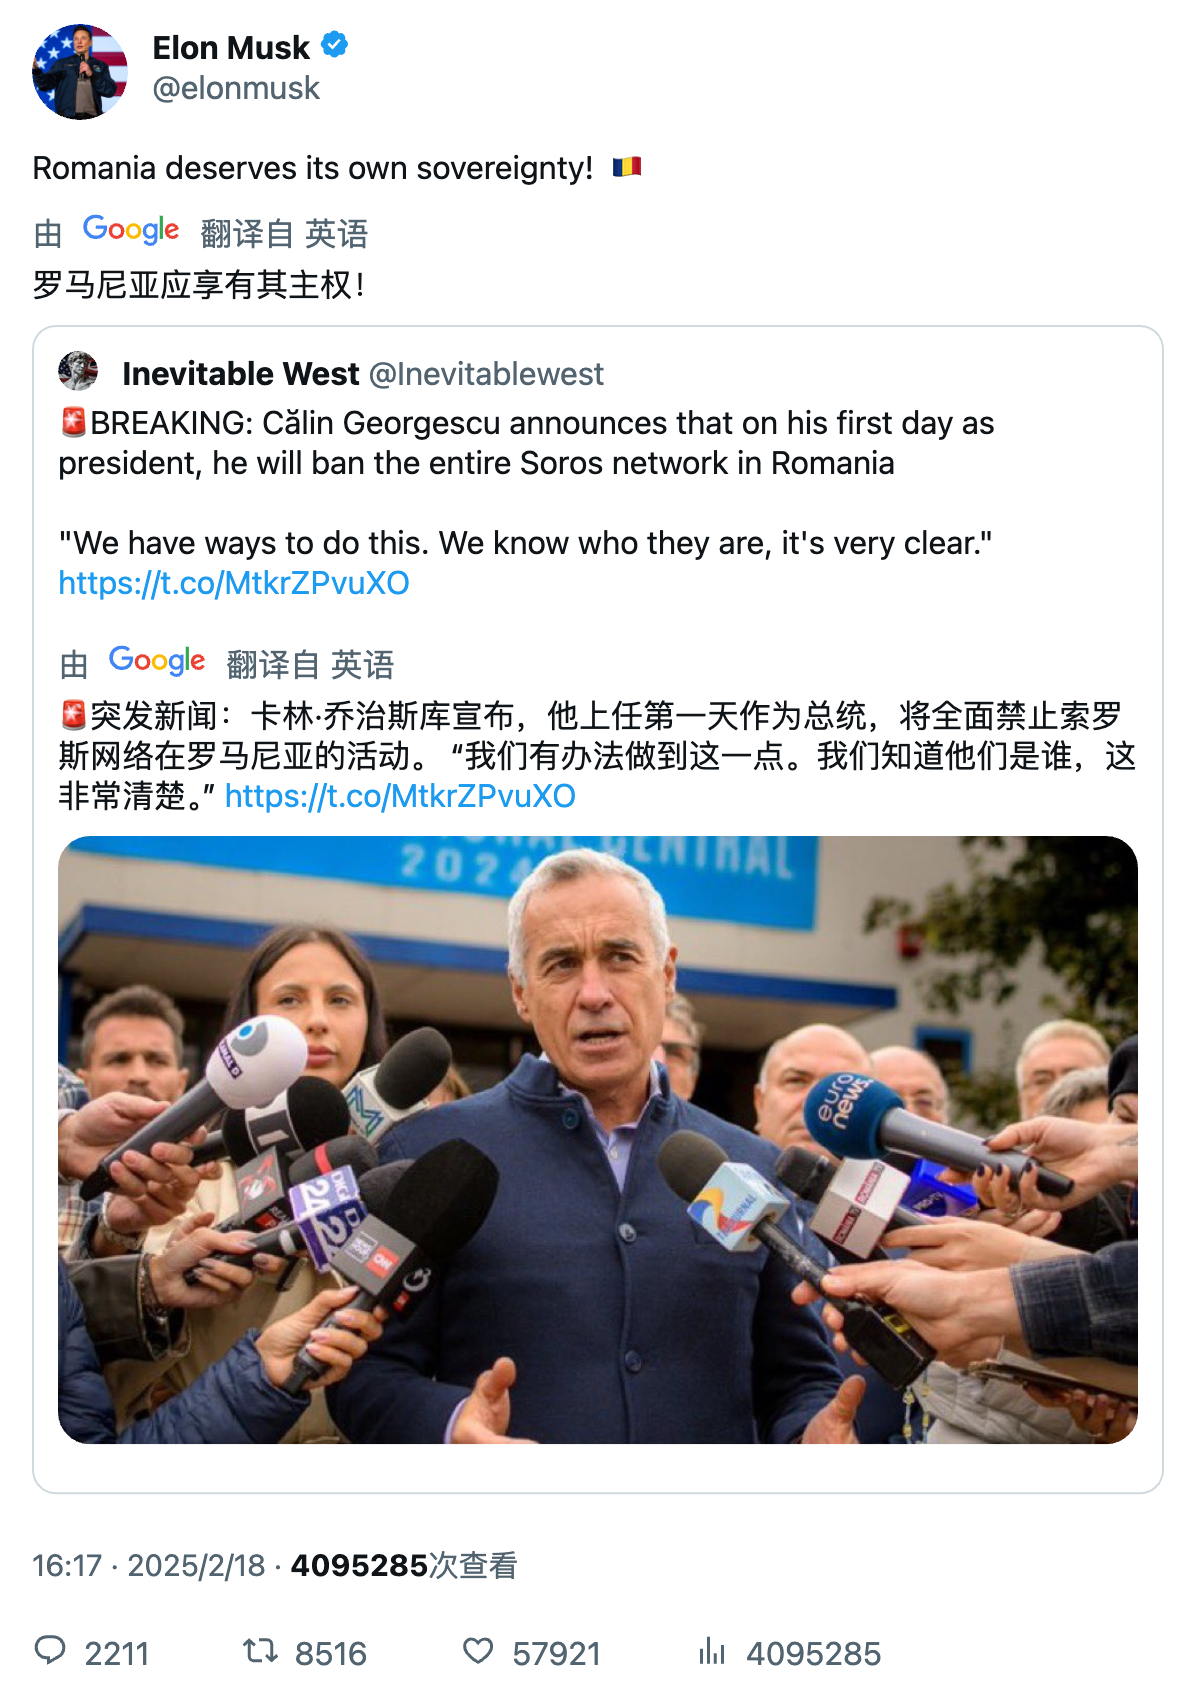 Elon Musk
@elonmusk
Romania deserves its own sovereignty! 🇷🇴
由 Google 翻译自 英语
罗马尼亚应享有其主权！
Inevitable West @Inevitablewest
🚨BREAKING: Călin Georgescu announces that on his first day as
president, he will ban the entire Soros network in Romania
"We have ways to do this. We know who they are, it's very clear."
https://t.co/MtkrZPvuXO
由 Google 翻译自 英语
🚨突发新闻：卡林·乔治斯库宣布，他上任第一天作为总统，将全面禁止索罗
斯网络在罗马尼亚的活动。 “我们有办法做到这一点。我们知道他们是谁，这
非常清楚。” https://t.co/MtkrZPvuXO
2024
euro
news.
DIGI
24
CNN
ROMÂNIA TV
16:17 · 2025/2/18 · 4095285次查看
2211 8516 57921 4095285